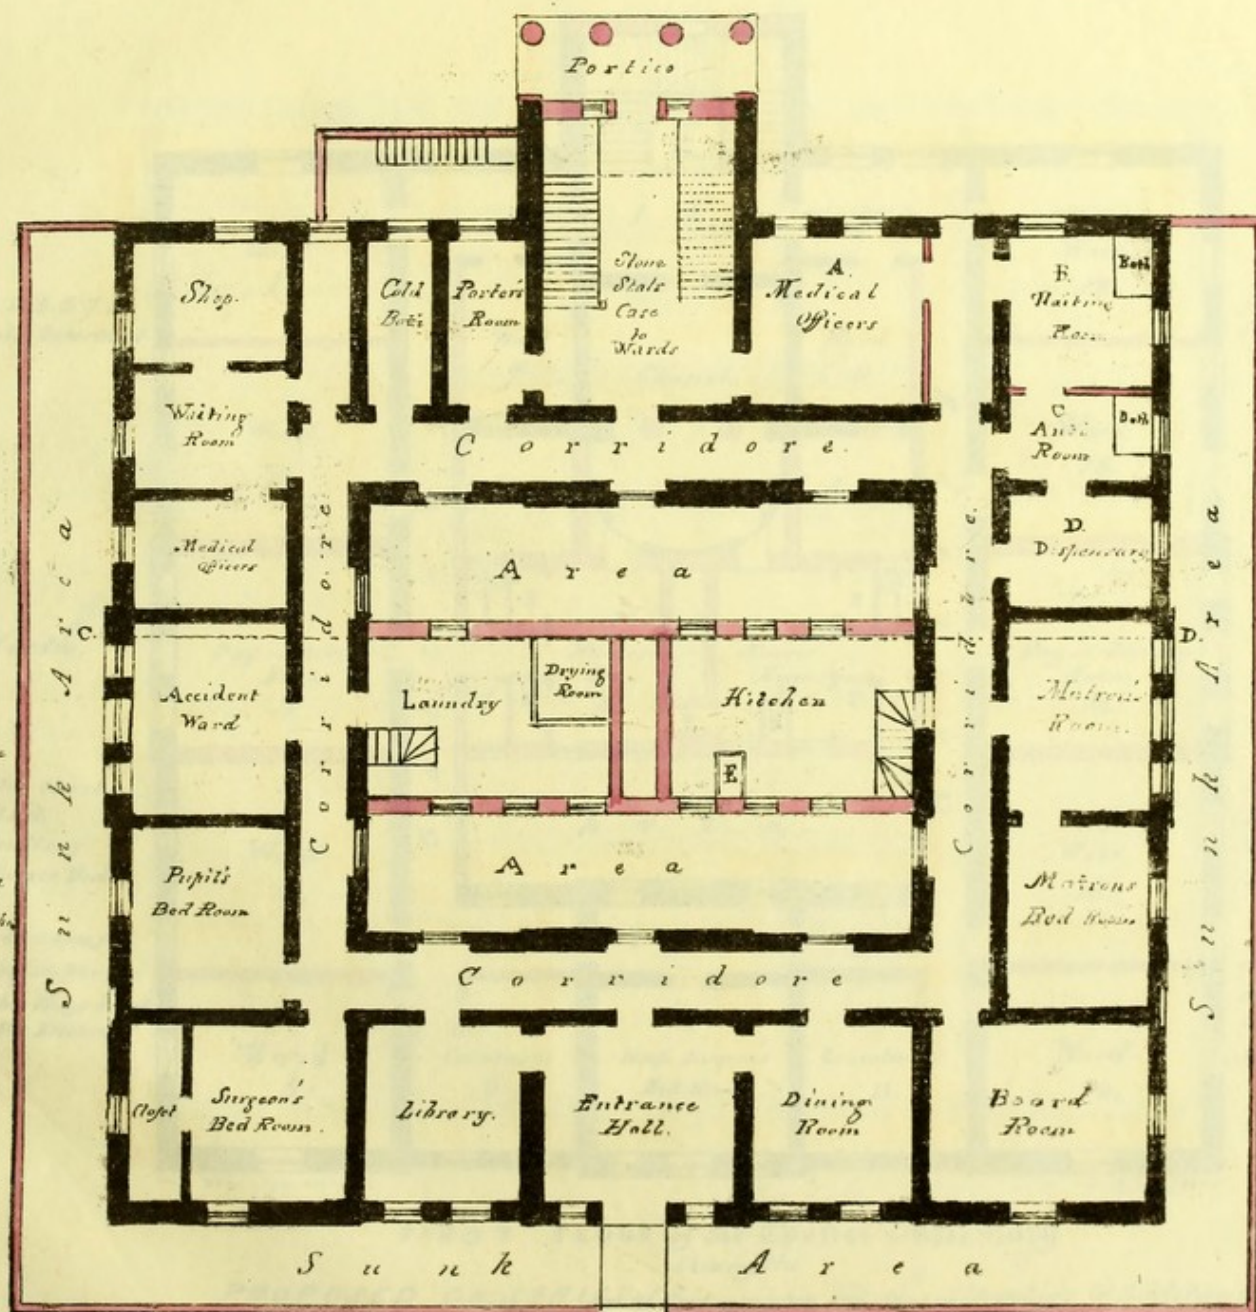 Portico
Shop.
Cold
Bath
Porter's
Room
Stone
Stair
Case
to
Wards
A.
Medical
Officers
B.
Waiting
Room
Bath
Waiting
Room
Corridore.
C
Anti
Room
Bath
Medical
Officers
Corridore
Area
Corridore.
D.
Dispensary
C.
D.
Accident
Ward
Laundry
Drying
Room
Kitchen
E
Matron's
Room.
Sunk Area
Sunk Area
Pupil's
Bed Room
Area
Matrons
Bed Room
Corridore
Closet
Surgeon's
Bed Room.
Library.
Entrance
Hall.
Dining
Room
Board
Room
Sunk Area